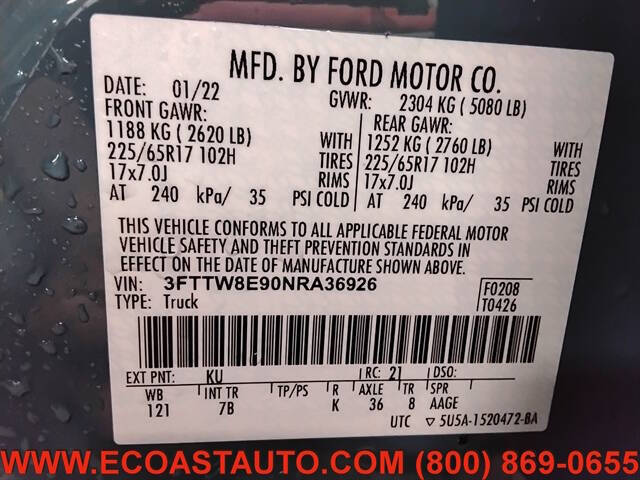 MFD. BY FORD MOTOR CO.
DATE: 01/22 GVWR: 2304 KG ( 5080 LB)
FRONT GAWR: REAR GAWR:
1188 KG ( 2620 LB) WITH 1252 KG ( 2760 LB) WITH
225/65R17 102H TIRES 225/65R17 102H TIRES
17x7.0J RIMS 17x7.0J RIMS
AT 240 kPa/ 35 PSI COLD AT 240 kPa/ 35 PSI COLD
THIS VEHICLE CONFORMS TO ALL APPLICABLE FEDERAL MOTOR
VEHICLE SAFETY AND THEFT PREVENTION STANDARDS IN
EFFECT ON THE DATE OF MANUFACTURE SHOWN ABOVE.
VIN: 3FTTW8E90NRA36926 F0208
TYPE: Truck T0426
EXT PNT: KU RC: 21 DSO:
WB INT TR TP/PS R AXLE TR SPR
121 7B K 36 8 AAGE
UTC ▽ 5U5A-1520472-BA
WWW.ECOASTAUTO.COM (800) 869-0655